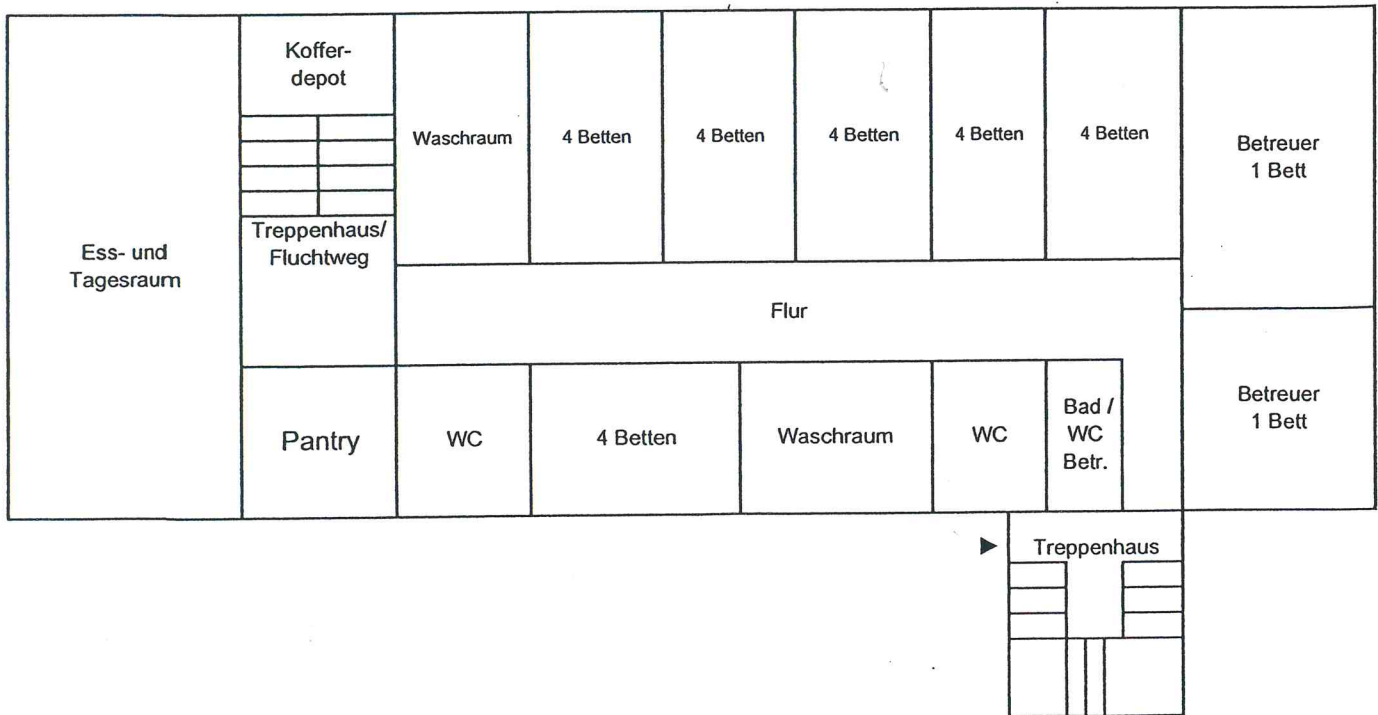 Koffer-
depot
Waschraum
4 Betten
4 Betten
4 Betten
4 Betten
4 Betten
Betreuer
1 Bett
Ess- und
Tagesraum
Treppenhaus/
Fluchtweg
Flur
Pantry
WC
4 Betten
Waschraum
WC
Bad /
WC
Betr.
Betreuer
1 Bett
Treppenhaus